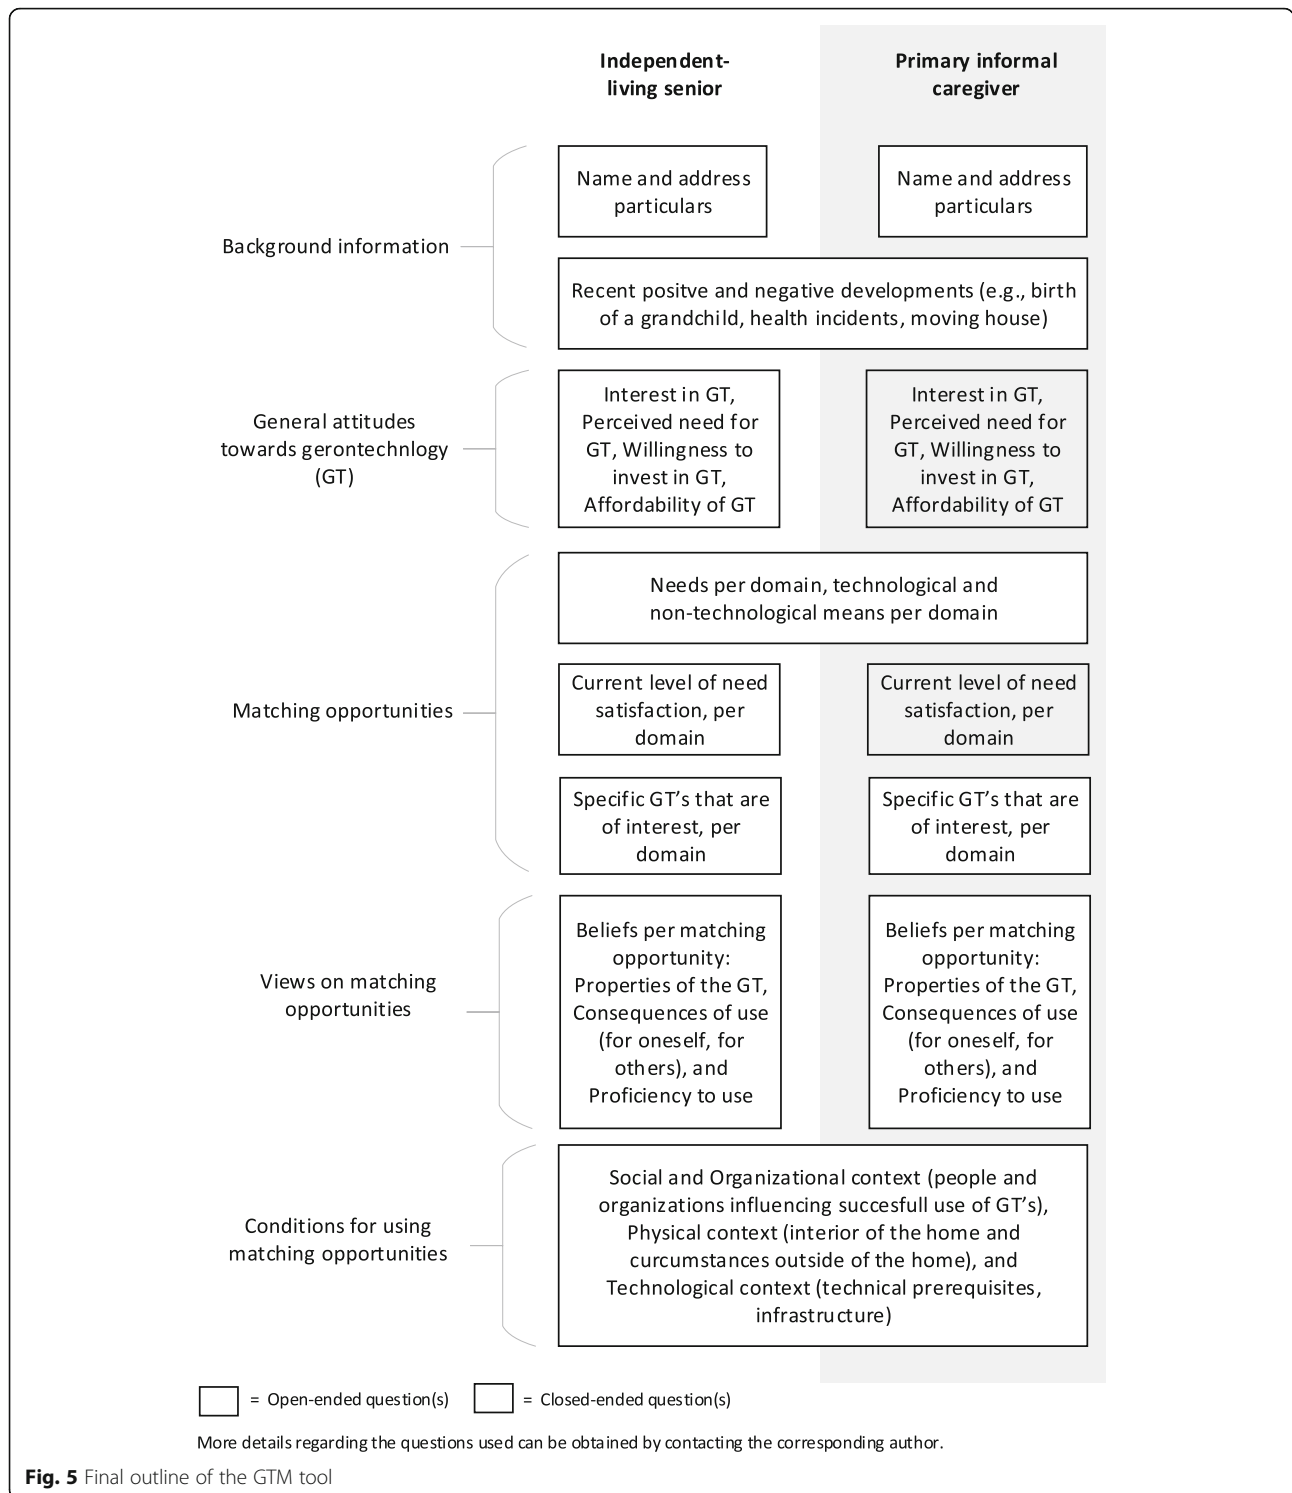 Independent-
living senior
Primary informal
caregiver
Background information
Name and address
particulars
Name and address
particulars
Recent positve and negative developments (e.g., birth
of a grandchild, health incidents, moving house)
General attitudes
towards gerontechnlogy
(GT)
Interest in GT,
Perceived need for
GT, Willingness to
invest in GT,
Affordability of GT
Interest in GT,
Perceived need for
GT, Willingness to
invest in GT,
Affordability of GT
Matching opportunities
Needs per domain, technological and
non-technological means per domain
Current level of need
satisfaction, per
domain
Current level of need
satisfaction, per
domain
Specific GT’s that are
of interest, per
domain
Specific GT’s that are
of interest, per
domain
Views on matching
opportunities
Beliefs per matching
opportunity:
Properties of the GT,
Consequences of use
(for oneself, for
others), and
Proficiency to use
Beliefs per matching
opportunity:
Properties of the GT,
Consequences of use
(for oneself, for
others), and
Proficiency to use
Conditions for using
matching opportunities
Social and Organizational context (people and
organizations influencing succesfull use of GT’s),
Physical context (interior of the home and
curcumstances outside of the home), and
Technological context (technical prerequisites,
infrastructure)
= Open-ended question(s)
= Closed-ended question(s)
More details regarding the questions used can be obtained by contacting the corresponding author.
Fig. 5 Final outline of the GTM tool